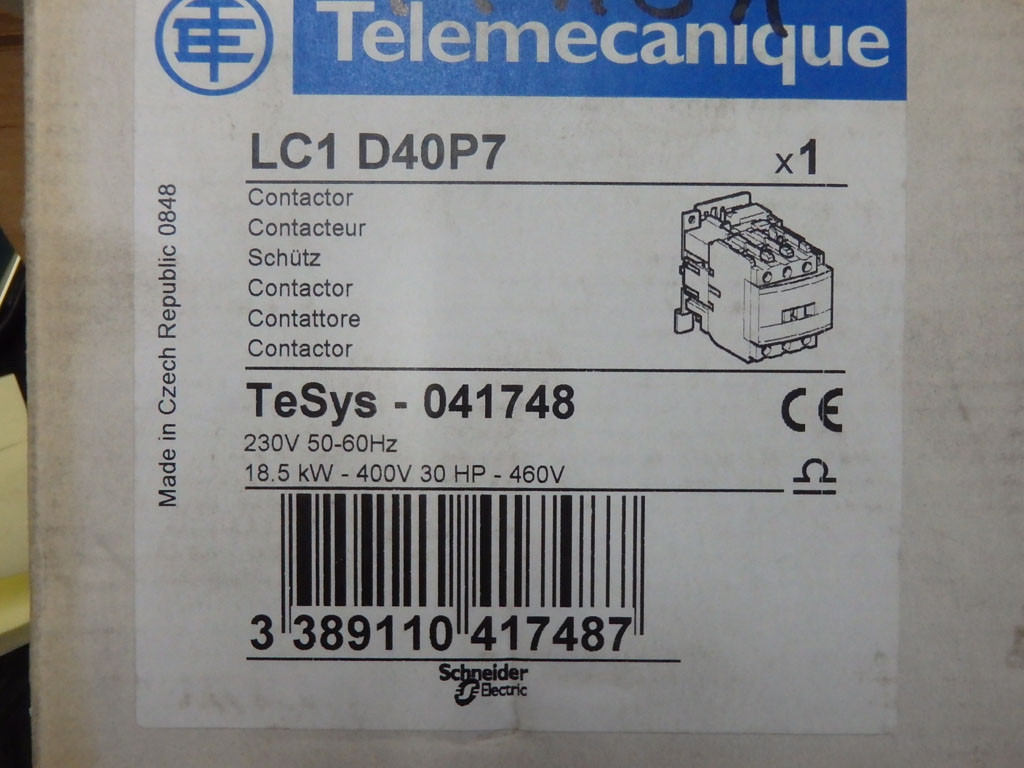 Telemecanique
LC1 D40P7
x1
Contactor
Contacteur
Schütz
Contactor
Contattore
Contactor
TeSys - 041748
CE
230V 50-60Hz
18.5 kW - 400V 30 HP - 460V
3 389110 417487
Schneider
Electric
Made in Czech Republic 0848